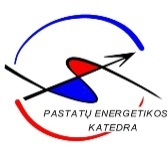 PASTATŲ ENERGETIKOS
KATEDRA